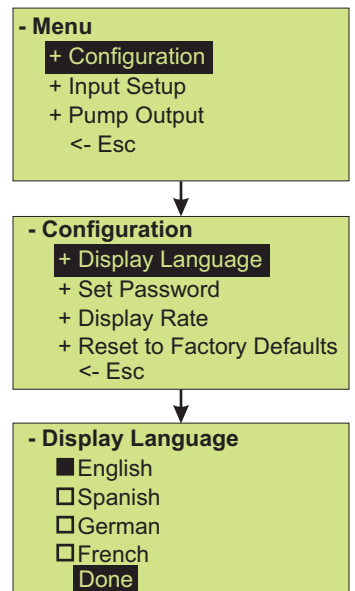 - Menu
+ Configuration
+ Input Setup
+ Pump Output
<- Esc
- Configuration
+ Display Language
+ Set Password
+ Display Rate
+ Reset to Factory Defaults
<- Esc
- Display Language
■ English
□ Spanish
□ German
□ French
Done